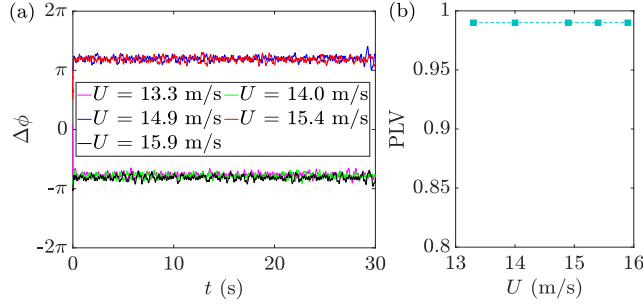 (a)
2π
π
0
-π
-2π
Δϕ
U = 13.3 m/s U = 14.0 m/s
U = 14.9 m/s U = 15.4 m/s
U = 15.9 m/s
0 10 20 30
t (s)
(b)
1
0.95
0.9
0.85
0.8
PLV
13 14 15 16
U (m/s)